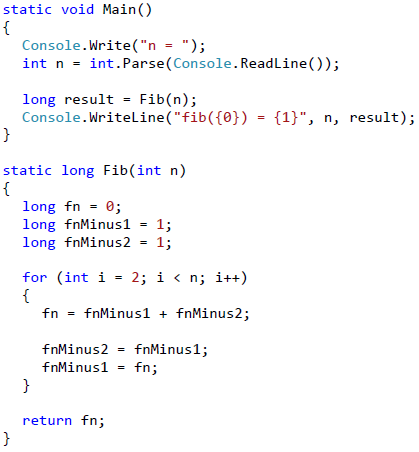 static void Main()
{
Console.Write("n = ");
int n = int.Parse(Console.ReadLine());
long result = Fib(n);
Console.WriteLine("fib({0}) = {1}", n, result);
}
static long Fib(int n)
{
long fn = 0;
long fnMinus1 = 1;
long fnMinus2 = 1;
for (int i = 2; i < n; i++)
{
fn = fnMinus1 + fnMinus2;
fnMinus2 = fnMinus1;
fnMinus1 = fn;
}
return fn;
}